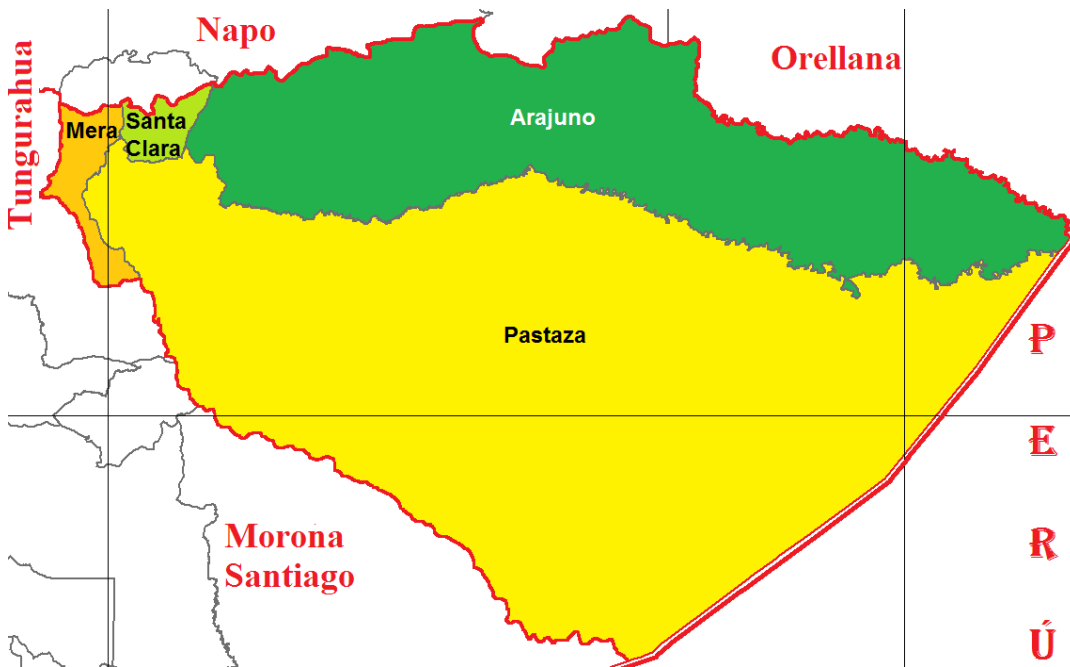 Napo
Orellana
Tungurahua
Mera
Santa
Clara
Arajuno
Pastaza
Morona
Santiago
P
E
R
Ú